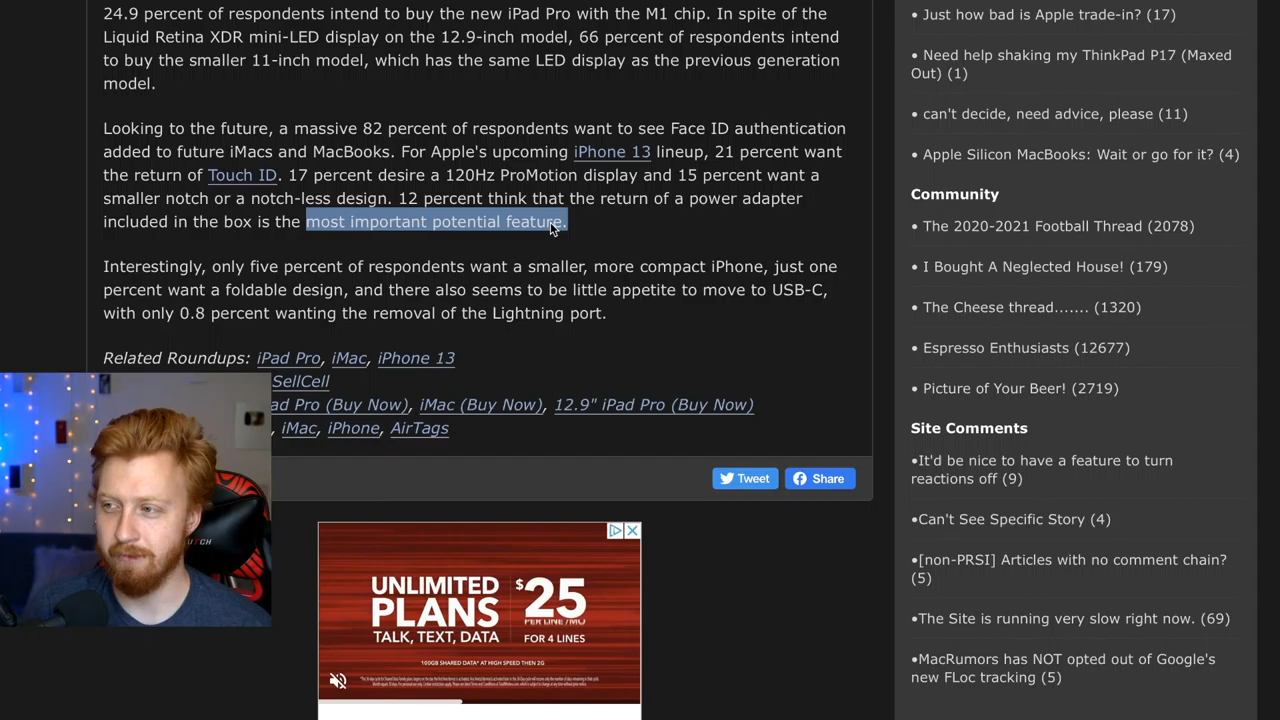 24.9 percent of respondents intend to buy the new iPad Pro with the M1 chip. In spite of the
Liquid Retina XDR mini-LED display on the 12.9-inch model, 66 percent of respondents intend
to buy the smaller 11-inch model, which has the same LED display as the previous generation
model.
Looking to the future, a massive 82 percent of respondents want to see Face ID authentication
added to future iMacs and MacBooks. For Apple's upcoming iPhone 13 lineup, 21 percent want
the return of Touch ID. 17 percent desire a 120Hz ProMotion display and 15 percent want a
smaller notch or a notch-less design. 12 percent think that the return of a power adapter
included in the box is the most important potential feature.
Interestingly, only five percent of respondents want a smaller, more compact iPhone, just one
percent want a foldable design, and there also seems to be little appetite to move to USB-C,
with only 0.8 percent wanting the removal of the Lightning port.
Related Roundups: iPad Pro, iMac, iPhone 13
SellCell
ad Pro (Buy Now), iMac (Buy Now), 12.9" iPad Pro (Buy Now)
, iMac, iPhone, AirTags
Tweet
Share
UNLIMITED
PLANS
TALK, TEXT, DATA
$25
PER LINE/MO
FOR 4 LINES
100GB SHARED DATA* AT HIGH SPEED THEN 2G
• Just how bad is Apple trade-in? (17)
• Need help shaking my ThinkPad P17 (Maxed
Out) (1)
• can't decide, need advice, please (11)
• Apple Silicon MacBooks: Wait or go for it? (4)
Community
• The 2020-2021 Football Thread (2078)
• I Bought A Neglected House! (179)
• The Cheese thread....... (1320)
• Espresso Enthusiasts (12677)
• Picture of Your Beer! (2719)
Site Comments
•It'd be nice to have a feature to turn
reactions off (9)
•Can't See Specific Story (4)
•[non-PRSI] Articles with no comment chain?
(5)
•The Site is running very slow right now. (69)
•MacRumors has NOT opted out of Google's
new FLoc tracking (5)